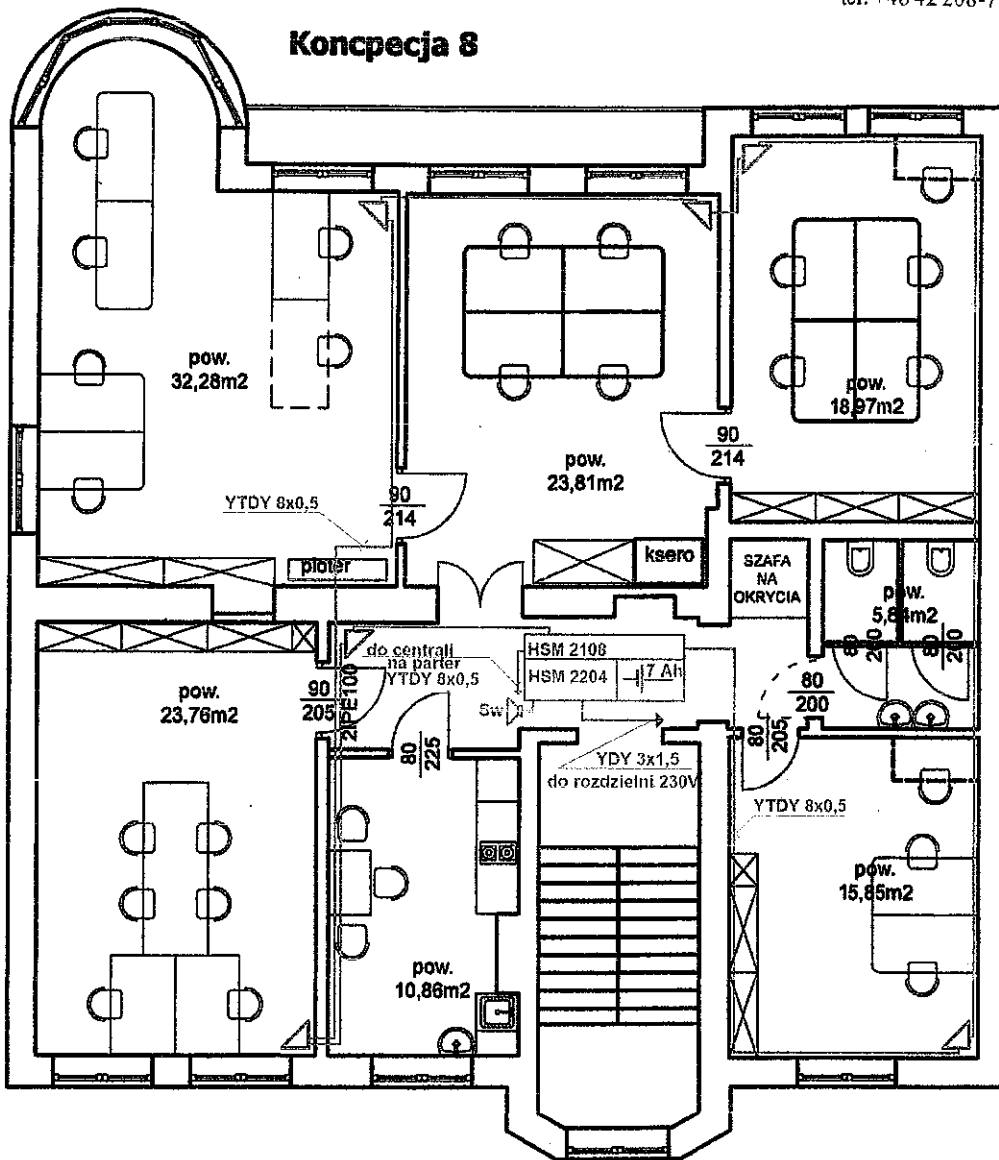 Koncpecja 8
pow.
32,28m2
pow.
23,81m2
pow.
18,97m2
90
214
90
214
YTDY 8x0,5
ploter
ksero
SZAFA
NA
OKRYCIA
pow.
5,84m2
80
200
80
200
80
200
80
205
do centrali
na parter
YTDY 8x0,5
HSM 2108
HSM 2204
7 Ah
Sw
90
205
2IPE100
80
225
YDY 3x1,5
do rozdzielni 230V
YTDY 8x0,5
pow.
23,76m2
pow.
10,86m2
pow.
15,85m2